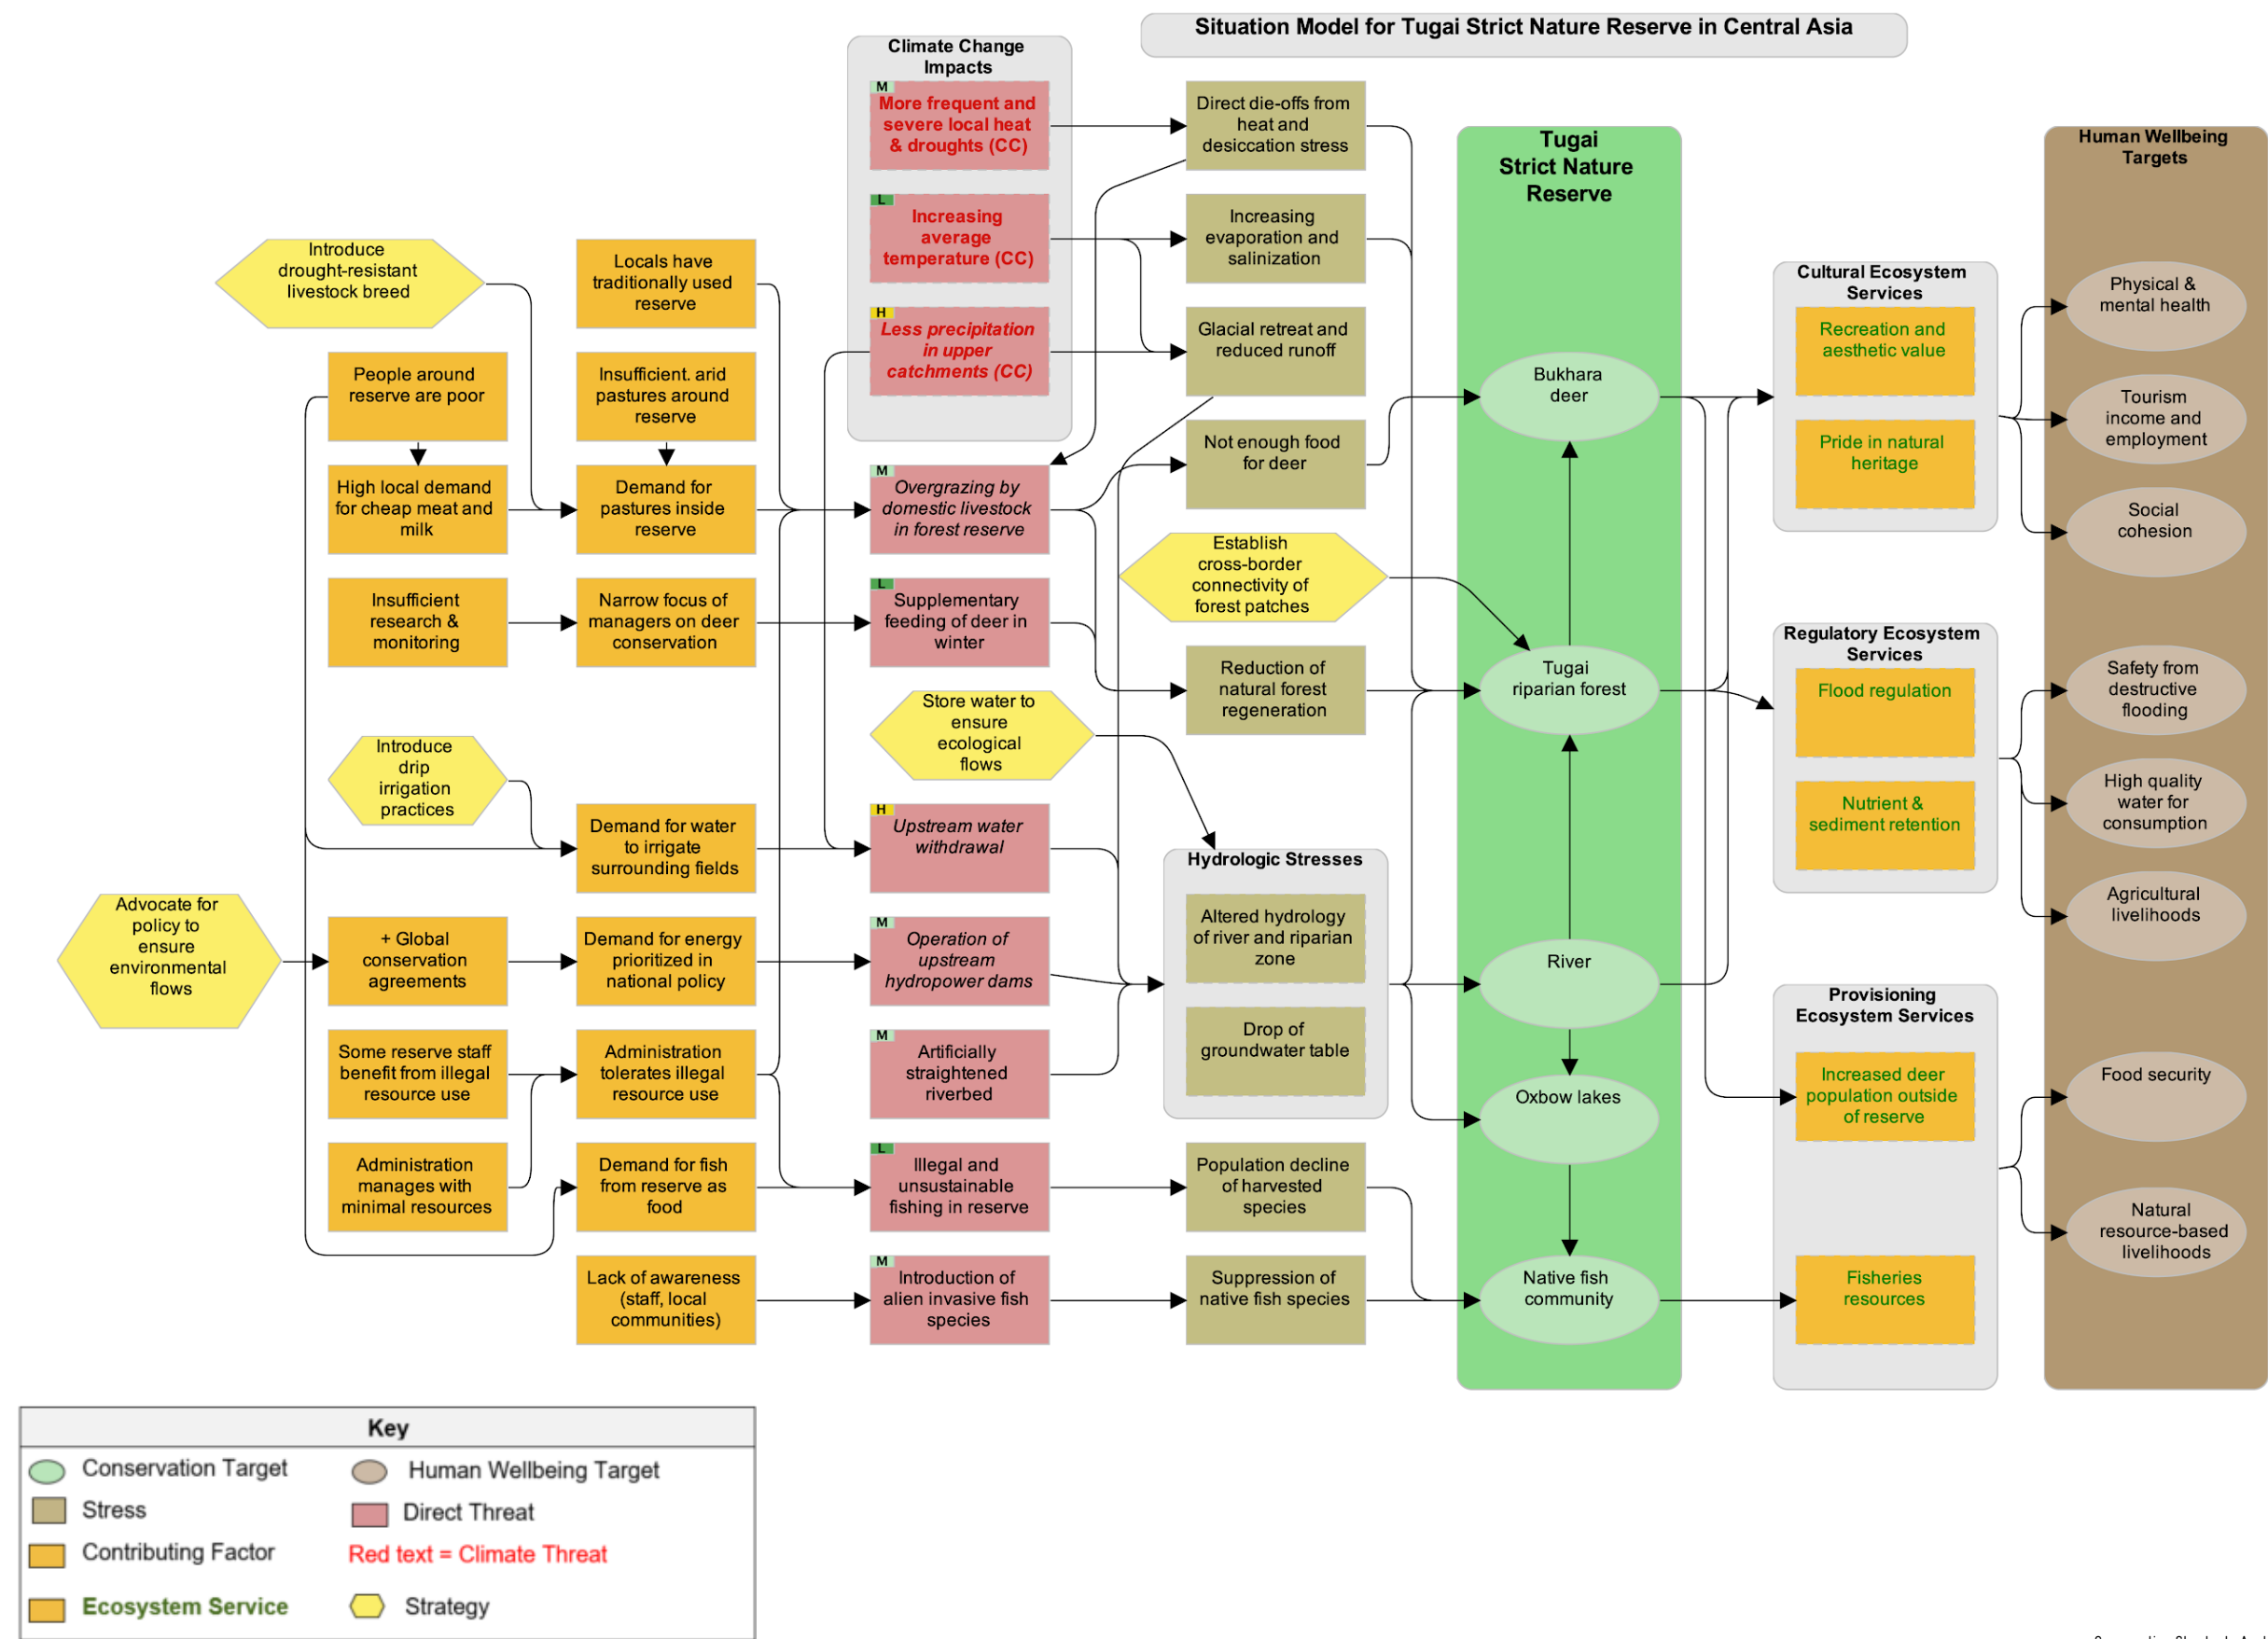 Situation Model for Tugai Strict Nature Reserve in Central Asia
Climate Change
Impacts
M
More frequent and
severe local heat
& droughts (CC)
L
Increasing
average
temperature (CC)
H
Less precipitation
in upper
catchments (CC)
Direct die-offs from
heat and
desiccation stress
Increasing
evaporation and
salinization
Glacial retreat and
reduced runoff
Not enough food
for deer
Introduce
drought-resistant
livestock breed
Locals have
traditionally used
reserve
People around
reserve are poor
Insufficient. arid
pastures around
reserve
High local demand
for cheap meat and
milk
Demand for
pastures inside
reserve
M
Overgrazing by
domestic livestock
in forest reserve
Insufficient
research &
monitoring
Narrow focus of
managers on deer
conservation
L
Supplementary
feeding of deer in
winter
Establish
cross-border
connectivity of
forest patches
Reduction of
natural forest
regeneration
Store water to
ensure
ecological
flows
Introduce
drip
irrigation
practices
Demand for water
to irrigate
surrounding fields
H
Upstream water
withdrawal
Advocate for
policy to
ensure
environmental
flows
+ Global
conservation
agreements
Demand for energy
prioritized in
national policy
M
Operation of
upstream
hydropower dams
Hydrologic Stresses
Altered hydrology
of river and riparian
zone
Drop of
groundwater table
Some reserve staff
benefit from illegal
resource use
Administration
tolerates illegal
resource use
M
Artificially
straightened
riverbed
Administration
manages with
minimal resources
Demand for fish
from reserve as
food
L
Illegal and
unsustainable
fishing in reserve
Population decline
of harvested
species
Lack of awareness
(staff, local
communities)
M
Introduction of
alien invasive fish
species
Suppression of
native fish species
Tugai
Strict Nature
Reserve
Bukhara
deer
Tugai
riparian forest
River
Oxbow lakes
Native fish
community
Cultural Ecosystem
Services
Recreation and
aesthetic value
Pride in natural
heritage
Regulatory Ecosystem
Services
Flood regulation
Nutrient &
sediment retention
Provisioning
Ecosystem Services
Increased deer
population outside
of reserve
Fisheries
resources
Human Wellbeing
Targets
Physical &
mental health
Tourism
income and
employment
Social
cohesion
Safety from
destructive
flooding
High quality
water for
consumption
Agricultural
livelihoods
Food security
Natural
resource-based
livelihoods
Key
Conservation Target
Human Wellbeing Target
Stress
Direct Threat
Contributing Factor
Red text = Climate Threat
Ecosystem Service
Strategy